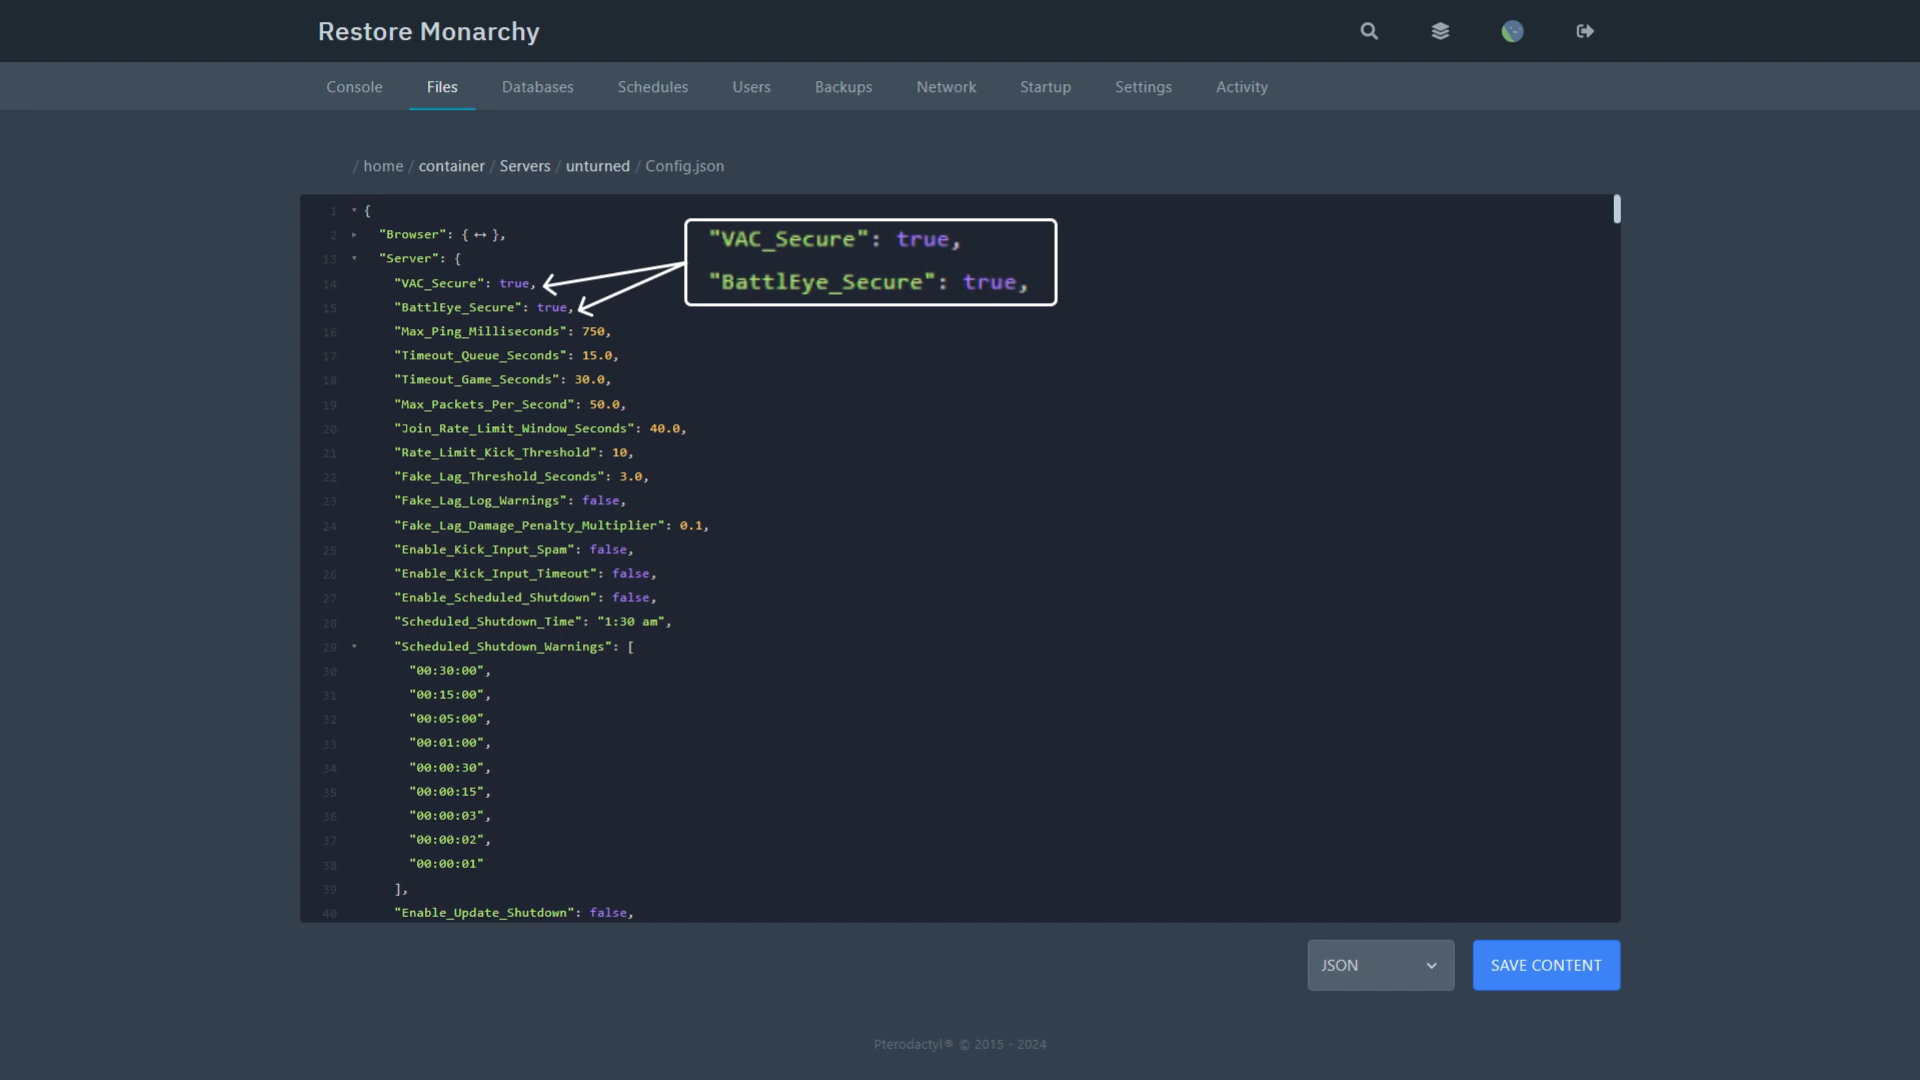 Restore Monarchy
Console Files Databases Schedules Users Backups Network Startup Settings Activity
/ home / container / Servers / unturned / Config.json
1 {
2 "Browser": { ↔ },
13 "Server": {
14 "VAC_Secure": true,
15 "BattlEye_Secure": true,
"VAC_Secure": true,
"BattlEye_Secure": true,
16 "Max_Ping_Milliseconds": 750,
17 "Timeout_Queue_Seconds": 15.0,
18 "Timeout_Game_Seconds": 30.0,
19 "Max_Packets_Per_Second": 50.0,
20 "Join_Rate_Limit_Window_Seconds": 40.0,
21 "Rate_Limit_Kick_Threshold": 10,
22 "Fake_Lag_Threshold_Seconds": 3.0,
23 "Fake_Lag_Log_Warnings": false,
24 "Fake_Lag_Damage_Penalty_Multiplier": 0.1,
25 "Enable_Kick_Input_Spam": false,
26 "Enable_Kick_Input_Timeout": false,
27 "Enable_Scheduled_Shutdown": false,
28 "Scheduled_Shutdown_Time": "1:30 am",
29 "Scheduled_Shutdown_Warnings": [
30 "00:30:00",
31 "00:15:00",
32 "00:05:00",
33 "00:01:00",
34 "00:00:30",
35 "00:00:15",
36 "00:00:03",
37 "00:00:02",
38 "00:00:01"
39 ],
40 "Enable_Update_Shutdown": false,
JSON
SAVE CONTENT
Pterodactyl® © 2015 - 2024